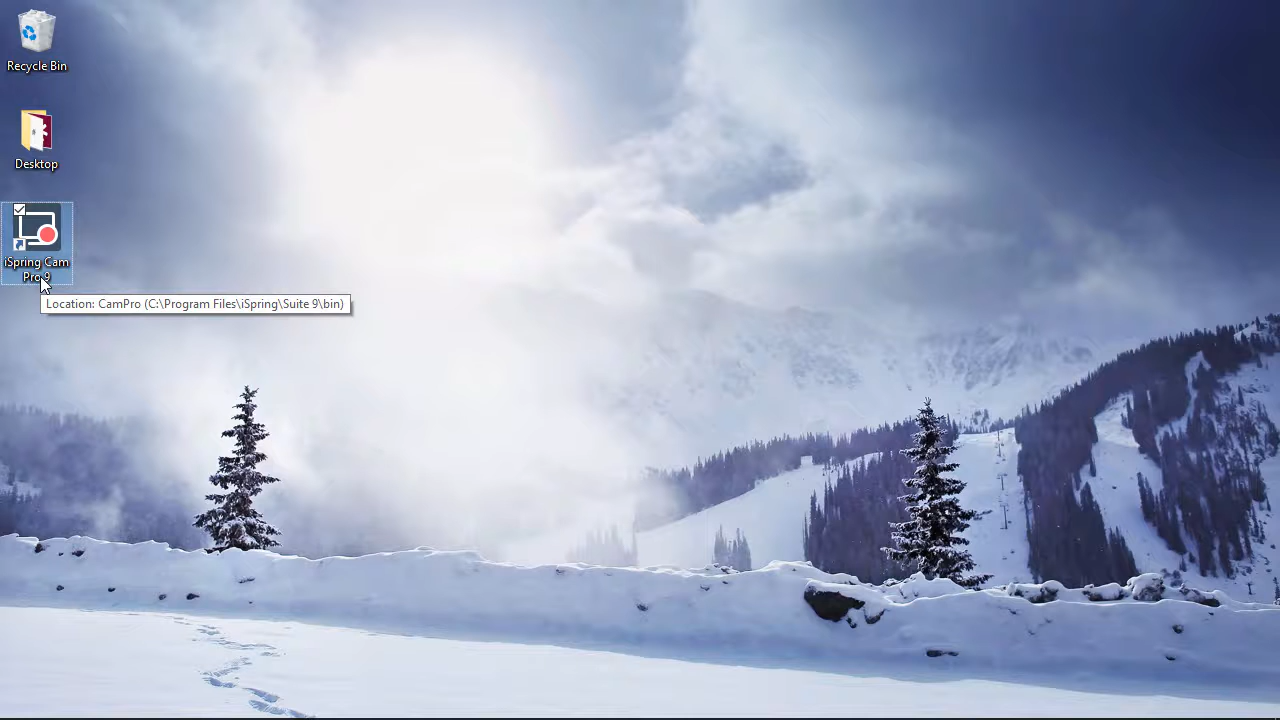 Recycle Bin
Desktop
iSpring Cam
Pro 9
Location: CamPro (C:\Program Files\iSpring\Suite 9\bin)